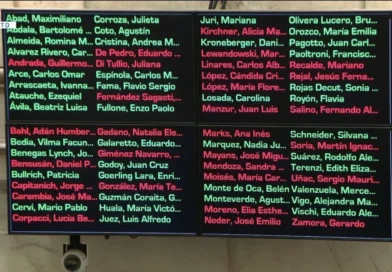 TO
Abad, Maximiliano Corroza, Julieta
Abdala, Bartolomé ... Coto, Agustín
Almeida, Romina M... Cristina, Andrea M...
Alvarez Rivero, Car... De Pedro, Eduardo ...
Andrada, Guillermo... Di Tullio, Juliana
Arce, Carlos Omar Espínola, Carlos M...
Arrascaeta, Ivanna... Fama, Flavio Sergio
Atauche, Ezequiel Fernández Sagasti,...
Ávila, Beatriz Luisa Fullone, Enzo Paolo
Juri, Mariana Olivera Lucero, Bru...
Kirchner, Alicia Ma... Orozco, María Emilia
Kroneberger, Dani... Pagotto, Juan Carl...
Lewandowski, Mar... Paoltroni, Francisc...
Linares, Carlos Alb... Recalde, Mariano
López, Cándida Cri... Rejal, Jesús Ferna...
López, María Flore... Rojas Decut, Sonia ...
Losada, Carolina Royón, Flavia
Manzur, Juan Luis Salino, Fernando Al...
Bahl, Adán Humber... Gadano, Natalia Ele...
Bedia, Vilma Facun... Galaretto, Eduardo...
Benegas Lynch, Jo... Giménez Navarro, ...
Bensusán, Daniel P... Godoy, Juan Cruz
Bullrich, Patricia Goerling Lara, Enri...
Capitanich, Jorge ... González, María Te...
Carambia, José Ma... Guzmán Coraita, G...
Cervi, Mario Pablo Huala, María Victó...
Corpacci, Lucia Be... Juez, Luis Alfredo
Marks, Ana Inés Schneider, Silvana ...
Marquez, Nadia Ju... Soria, Martín Ignac...
Mayans, José Migu... Suárez, Rodolfo Ale...
Mendoza, Sandra ... Terenzi, Edith Eliza...
Moisés, María Car... Uñac, Sergio Mauri...
Monte de Oca, Belén Valenzuela, Merce...
Monteverde, Agust... Vigo, Alejandra Ma...
Moreno, Elia Esthe... Vischi, Eduardo Ale...
Neder, José Emilio Zamora, Gerardo